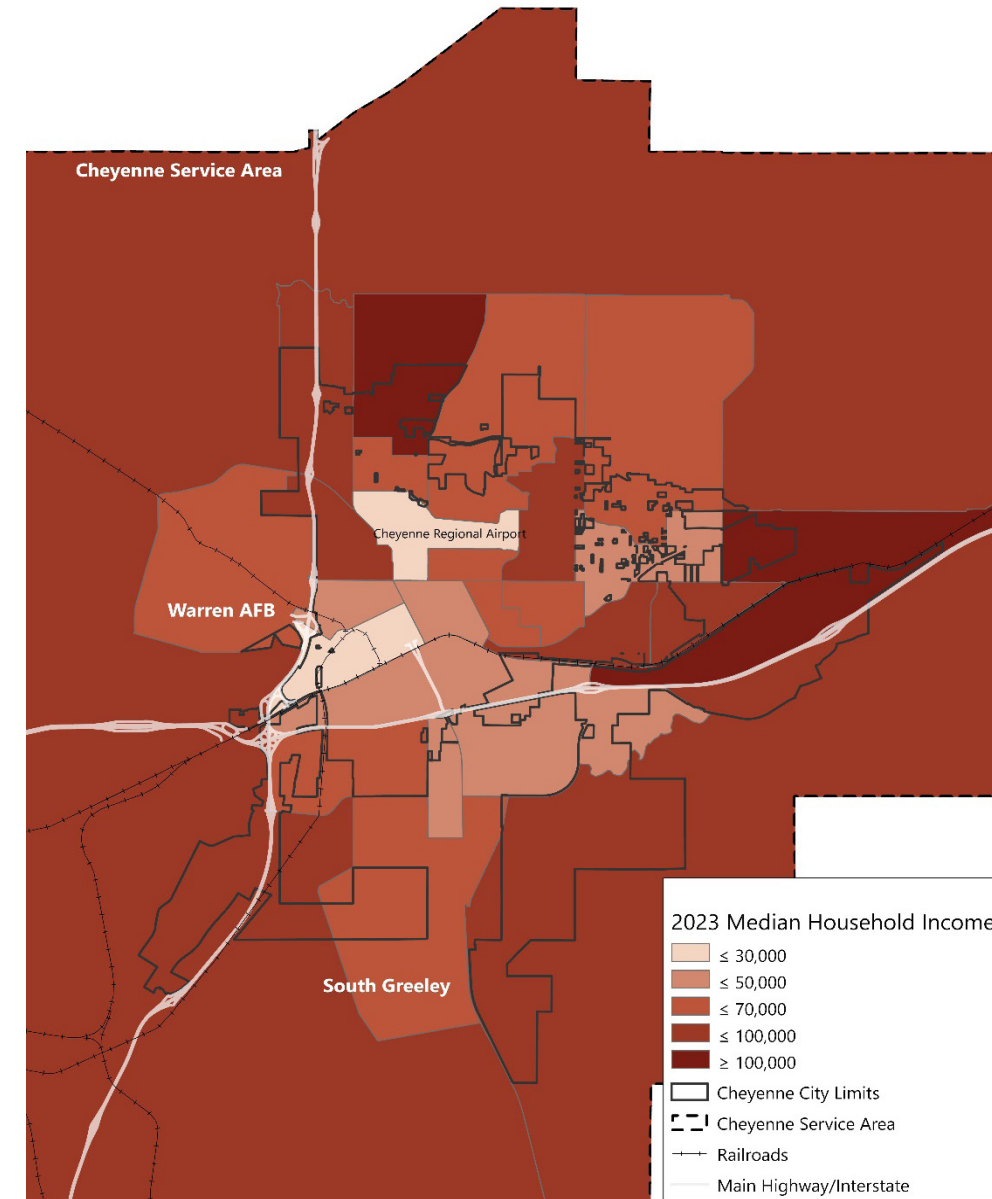 Cheyenne Service Area
Cheyenne Regional Airport
Warren AFB
South Greeley
2023 Median Household Income
≤ 30,000
≤ 50,000
≤ 70,000
≤ 100,000
≥ 100,000
Cheyenne City Limits
Cheyenne Service Area
Railroads
Main Highway/Interstate